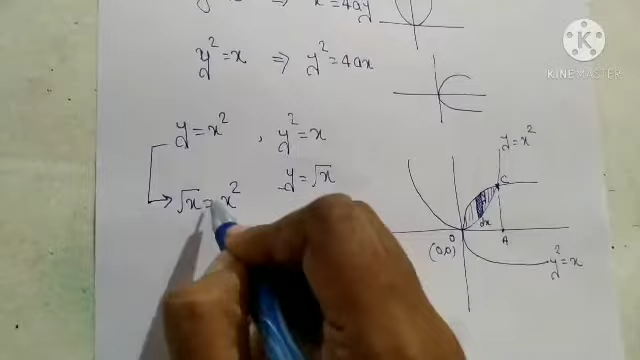 y² = x ⇒ y² = 4ax
y = x² , y² = x
y = √x
√x = x²
y = x²
C
dx
O
A
(0,0)
y² = x
K
KINEMASTER